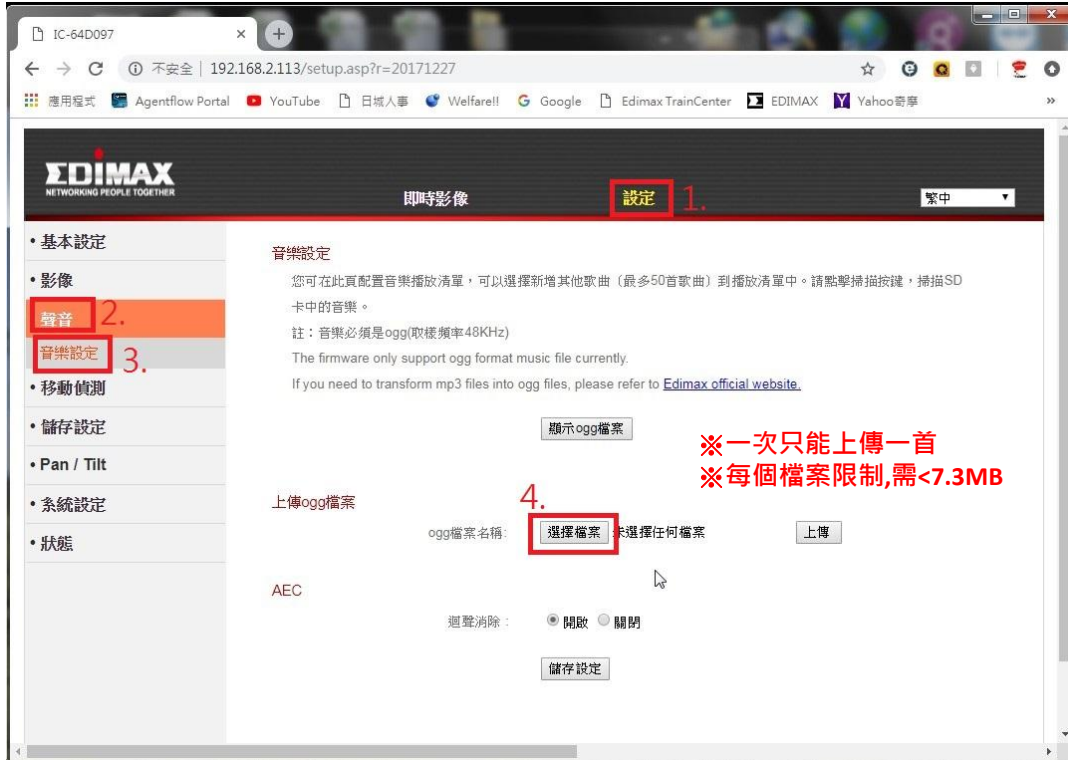 IC-64D097
不安全 | 192.168.2.113/setup.asp?r=20171227
應用程式 Agentflow Portal YouTube 日城人事 Welfare!! G Google Edimax TrainCenter EDIMAX Yahoo奇摩 »
EDIMAX
NETWORKING PEOPLE TOGETHER
即時影像 設定 1. 繁中
• 基本設定
• 影像
聲音 2.
音樂設定 3.
• 移動偵測
• 儲存設定
• Pan / Tilt
• 系統設定
• 狀態
音樂設定
您可在此頁配置音樂播放清單，可以選擇新增其他歌曲（最多50首歌曲）到播放清單中。請點擊掃描按鍵，掃描SD
卡中的音樂。
註：音樂必須是ogg(取樣頻率48KHz)
The firmware only support ogg format music file currently.
If you need to transform mp3 files into ogg files, please refer to Edimax official website.
顯示ogg檔案
※一次只能上傳一首
※每個檔案限制,需<7.3MB
上傳ogg檔案
4.
ogg檔案名稱: 選擇檔案 未選擇任何檔案 上傳
AEC
迴聲消除 : 開啟 關閉
儲存設定